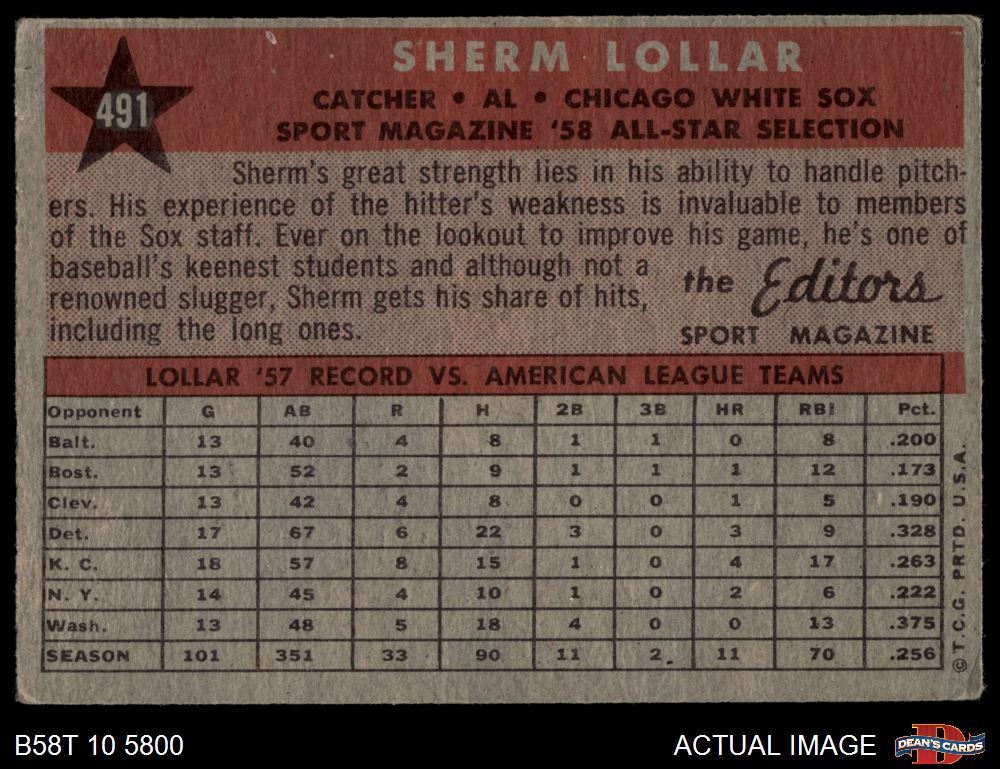 491
SHERM LOLLAR
CATCHER • AL • CHICAGO WHITE SOX
SPORT MAGAZINE '58 ALL-STAR SELECTION
Sherm's great strength lies in his ability to handle pitch-
ers. His experience of the hitter's weakness is invaluable to members
of the Sox staff. Ever on the lookout to improve his game, he's one of
baseball's keenest students and although not a
renowned slugger, Sherm gets his share of hits,
including the long ones.
the Editors
SPORT MAGAZINE
LOLLAR '57 RECORD VS. AMERICAN LEAGUE TEAMS
Opponent G AB R H 2B 3B HR RBI Pct.
Balt. 13 40 4 8 1 1 0 8 .200
Bost. 13 52 2 9 1 1 1 12 .173
Clev. 13 42 4 8 0 0 1 5 .190
Det. 17 67 6 22 3 0 3 9 .328
K. C. 18 57 8 15 1 0 4 17 .263
N. Y. 14 45 4 10 1 0 2 6 .222
Wash. 13 48 5 18 4 0 0 13 .375
SEASON 101 351 33 90 11 2 11 70 .256
© T.C.G. PRTD. U.S.A.
B58T 10 5800
ACTUAL IMAGE
D
DEAN'S CARDS